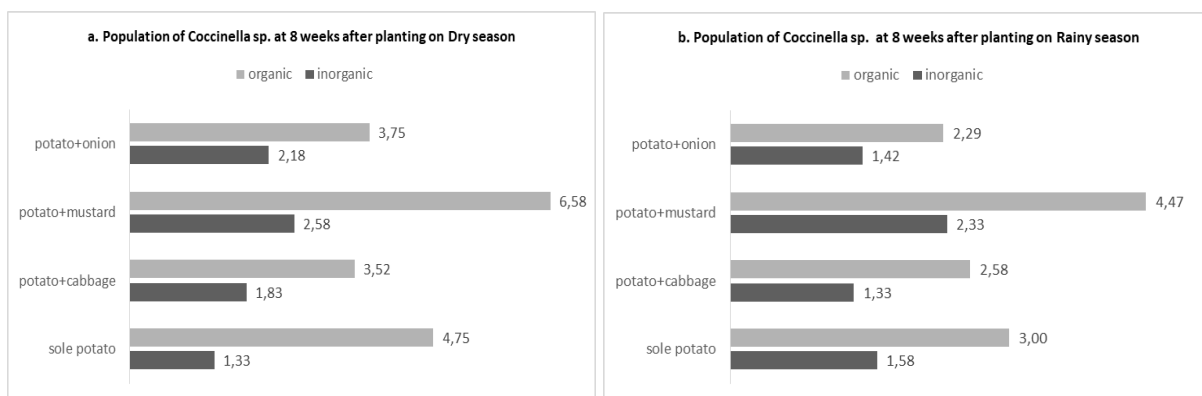 a. Population of Coccinella sp. at 8 weeks after planting on Dry season
organic inorganic
potato+onion
3,75
2,18
potato+mustard
6,58
2,58
potato+cabbage
3,52
1,83
sole potato
4,75
1,33
b. Population of Coccinella sp. at 8 weeks after planting on Rainy season
organic inorganic
potato+onion
2,29
1,42
potato+mustard
4,47
2,33
potato+cabbage
2,58
1,33
sole potato
3,00
1,58